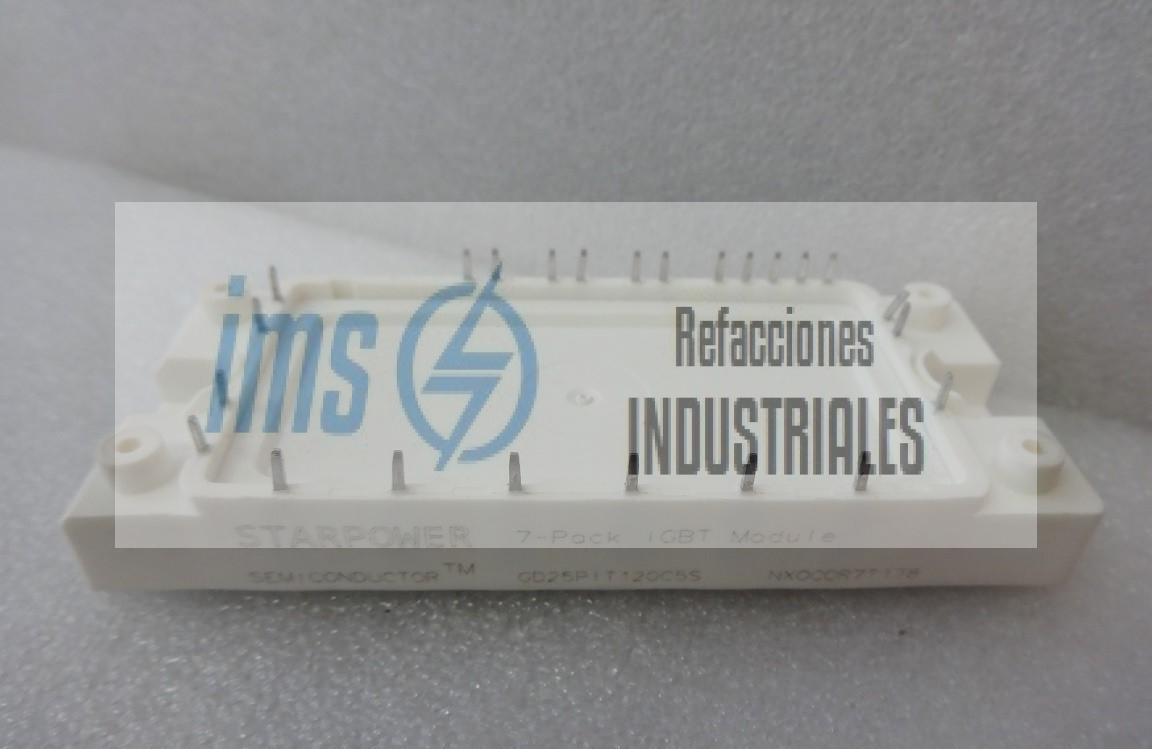 ims
Refacciones
INDUSTRIALES
STARPOWER 7-Pack IGBT Module
SEMICONDUCTOR™ GD25PIT120C5S